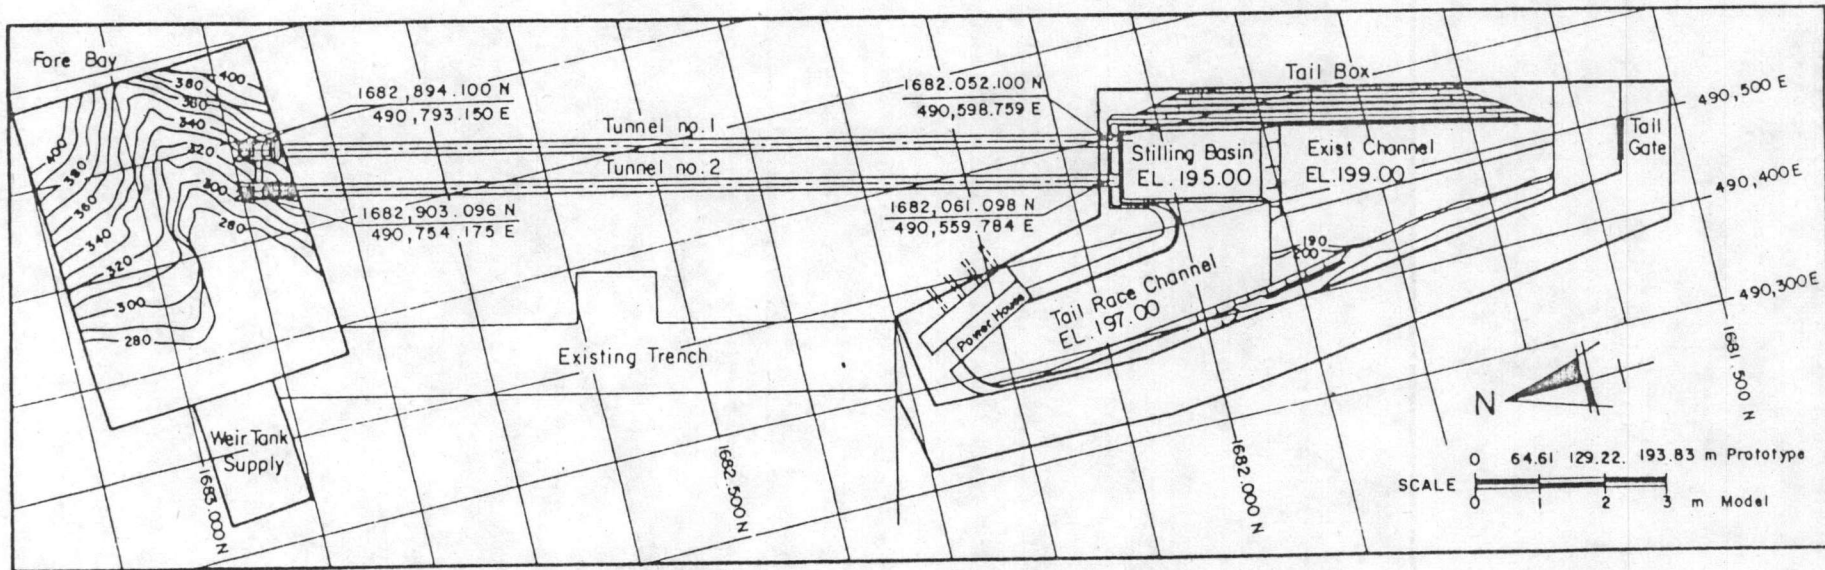 Fore Bay
400
380
360
340
320
300
280
400
380
360
340
320
300
280
1682,894.100 N
490,793.150 E
1682,903.096 N
490,754.175 E
Tunnel no.1
Tunnel no.2
1682.052.100 N
490,598.759 E
1682,061.098 N
490,559.784 E
Tail Box
Stilling Basin
EL.195.00
Exist Channel
EL.199.00
Tail
Gate
490,500 E
490,400 E
490,300E
190
200
Tail Race Channel
EL.197.00
Power House
Existing Trench
Weir Tank
Supply
1683.000 N
1682.500 N
1682.000 N
1681.500 N
N
0 64.61 129.22. 193.83 m Prototype
SCALE
0 1 2 3 m Model